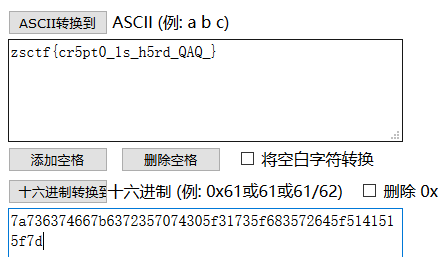 ASCII转换到 ASCII (例: a b c)
zsctf{cr5pt0_1s_h5rd_QAQ_}
添加空格 删除空格 将空白字符转换
十六进制转换到 十六进制 (例: 0x61或61或61/62) 删除 0x
7a736374667b6372357074305f31735f683572645f514151
5f7d